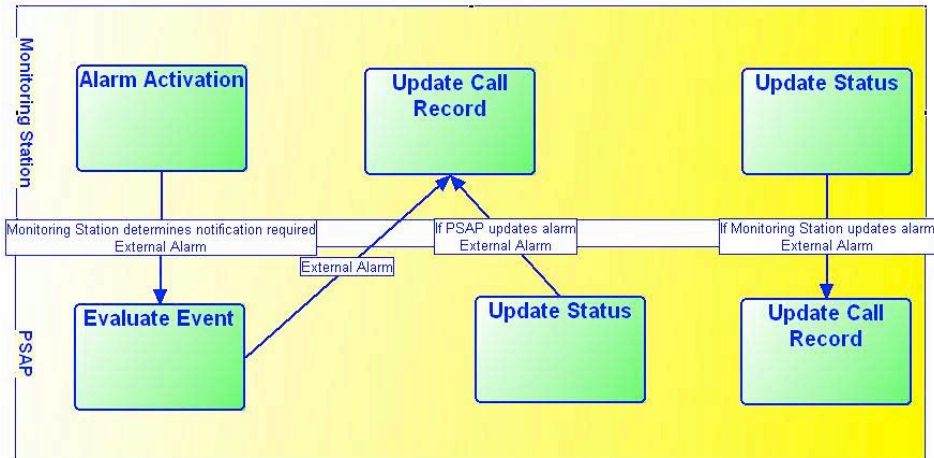 Monitoring Station
Alarm Activation
Update Call
Record
Update Status
Monitoring Station determines notification required
External Alarm
External Alarm
If PSAP updates alarm
External Alarm
If Monitoring Station updates alarm
External Alarm
PSAP
Evaluate Event
Update Status
Update Call
Record